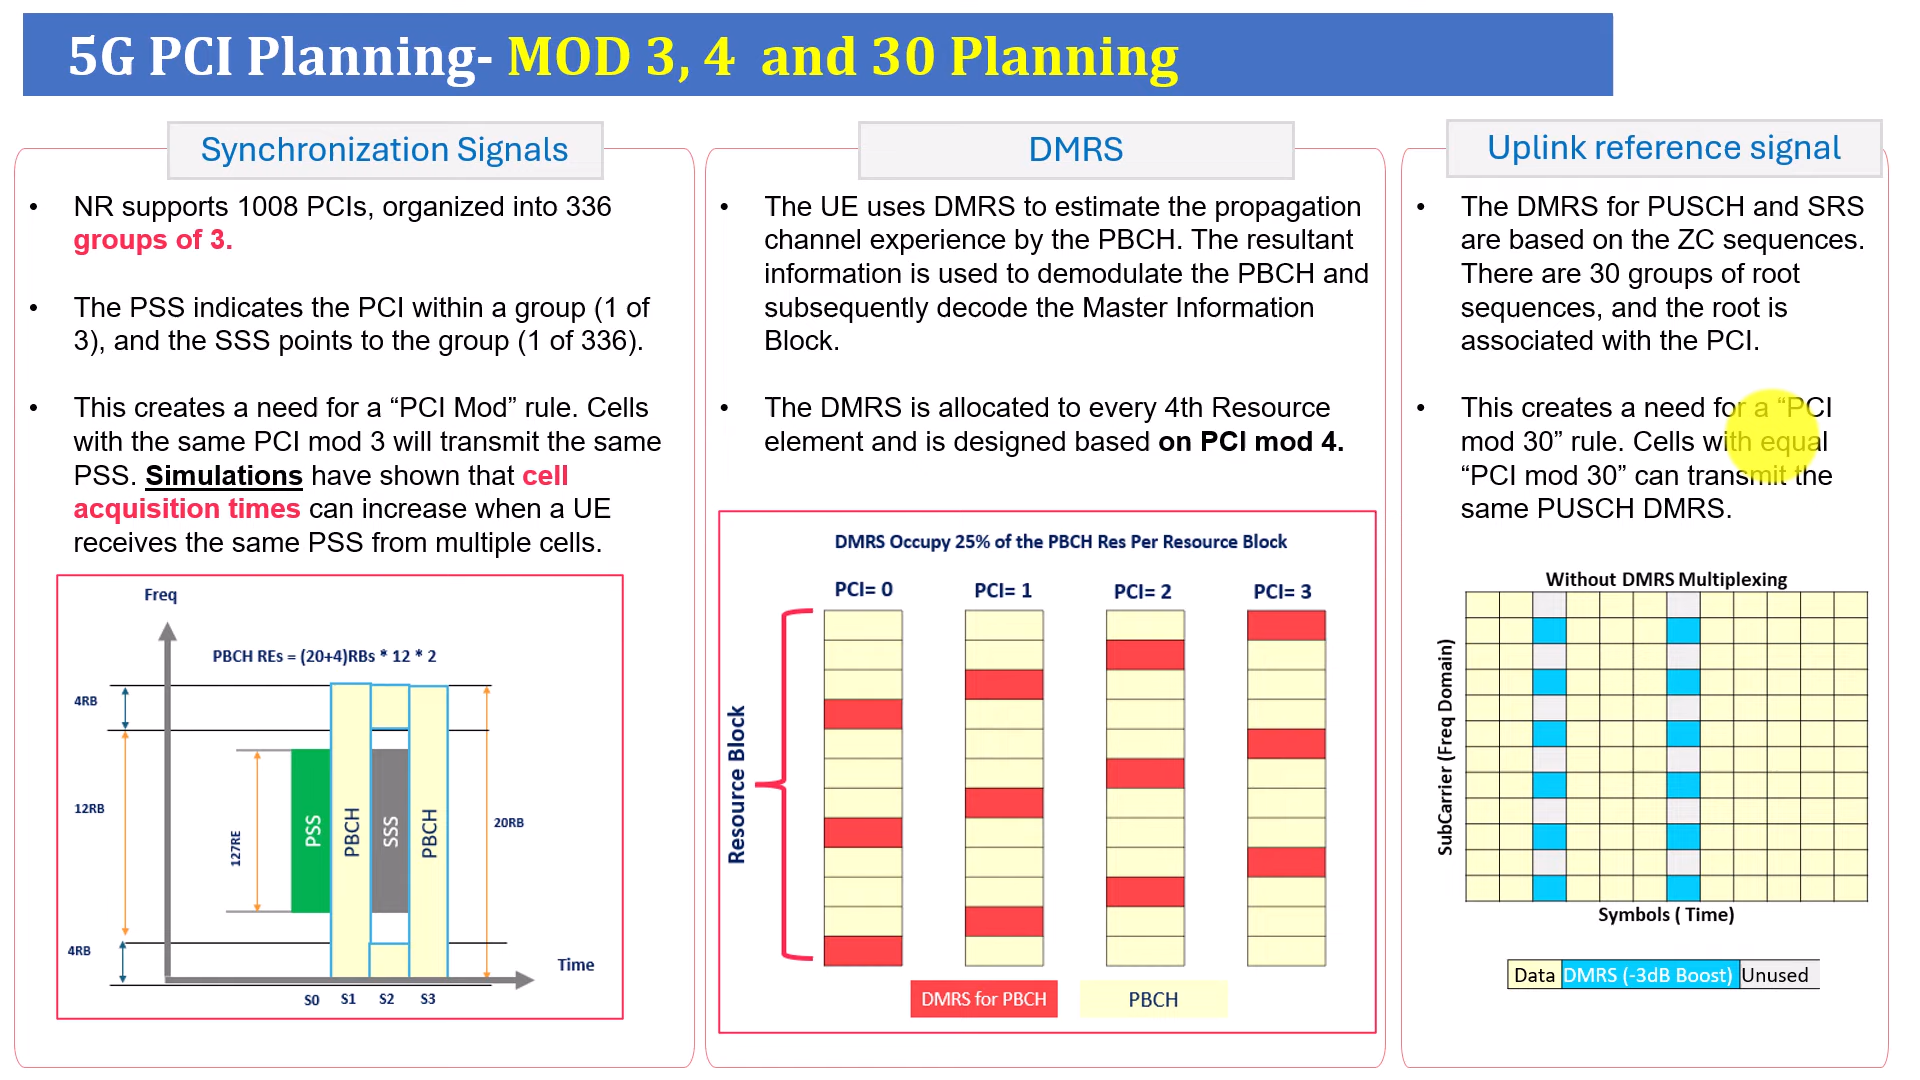 5G PCI Planning- MOD 3, 4 and 30 Planning
Synchronization Signals
• NR supports 1008 PCIs, organized into 336
groups of 3.
• The PSS indicates the PCI within a group (1 of
3), and the SSS points to the group (1 of 336).
• This creates a need for a “PCI Mod” rule. Cells
with the same PCI mod 3 will transmit the same
PSS. Simulations have shown that cell
acquisition times can increase when a UE
receives the same PSS from multiple cells.
Freq
PBCH REs = (20+4)RBs * 12 * 2
4RB
12RB
4RB
127RE
PSS
PBCH
SSS
PBCH
20RB
Time
S0 S1 S2 S3
DMRS
• The UE uses DMRS to estimate the propagation
channel experience by the PBCH. The resultant
information is used to demodulate the PBCH and
subsequently decode the Master Information
Block.
• The DMRS is allocated to every 4th Resource
element and is designed based on PCI mod 4.
DMRS Occupy 25% of the PBCH Res Per Resource Block
PCI= 0 PCI= 1 PCI= 2 PCI= 3
Resource Block
DMRS for PBCH PBCH
Uplink reference signal
• The DMRS for PUSCH and SRS
are based on the ZC sequences.
There are 30 groups of root
sequences, and the root is
associated with the PCI.
• This creates a need for a “PCI
mod 30” rule. Cells with equal
“PCI mod 30” can transmit the
same PUSCH DMRS.
Without DMRS Multiplexing
SubCarrier (Freq Domain)
Symbols ( Time)
Data DMRS (-3dB Boost) Unused